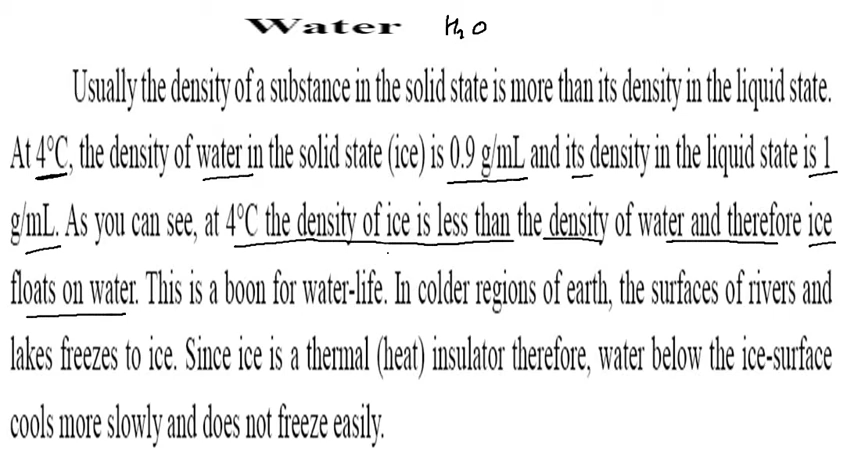 Water H2O
Usually the density of a substance in the solid state is more than its density in the liquid state.
At 4°C, the density of water in the solid state (ice) is 0.9 g/mL and its density in the liquid state is 1
g/mL. As you can see, at 4°C the density of ice is less than the density of water and therefore ice
floats on water. This is a boon for water-life. In colder regions of earth, the surfaces of rivers and
lakes freezes to ice. Since ice is a thermal (heat) insulator therefore, water below the ice-surface
cools more slowly and does not freeze easily.